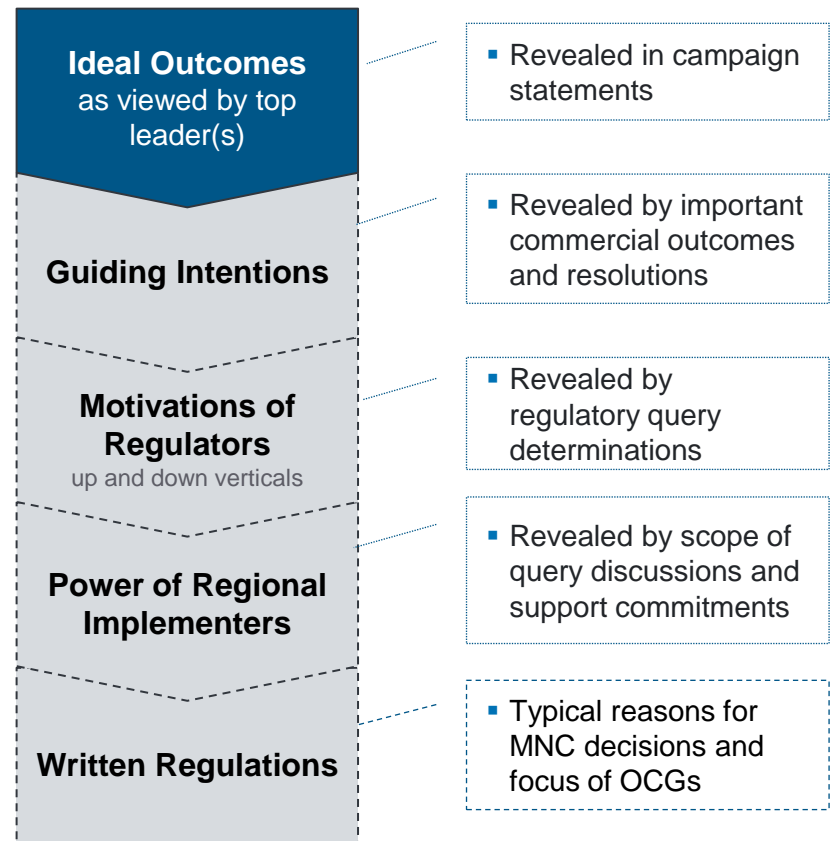 Ideal Outcomes
as viewed by top
leader(s)
▪ Revealed in campaign
statements
Guiding Intentions
▪ Revealed by important
commercial outcomes
and resolutions
Motivations of
Regulators
up and down verticals
▪ Revealed by
regulatory query
determinations
Power of Regional
Implementers
▪ Revealed by scope of
query discussions and
support commitments
Written Regulations
▪ Typical reasons for
MNC decisions and
focus of OCGs